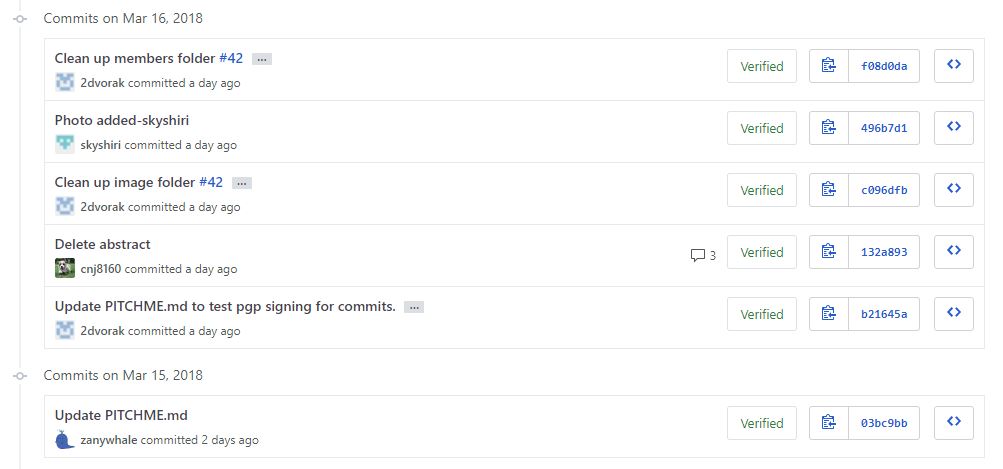 Commits on Mar 16, 2018
Clean up members folder #42 ...
Verified f08d0da
2dvorak committed a day ago
Photo added-skyshiri
Verified 496b7d1
skyshiri committed a day ago
Clean up image folder #42 ...
Verified c096dfb
2dvorak committed a day ago
Delete abstract
3 Verified 132a893
cnj8160 committed a day ago
Update PITCHME.md to test pgp signing for commits. ...
Verified b21645a
2dvorak committed a day ago
Commits on Mar 15, 2018
Update PITCHME.md
Verified 03bc9bb
zanywhale committed 2 days ago